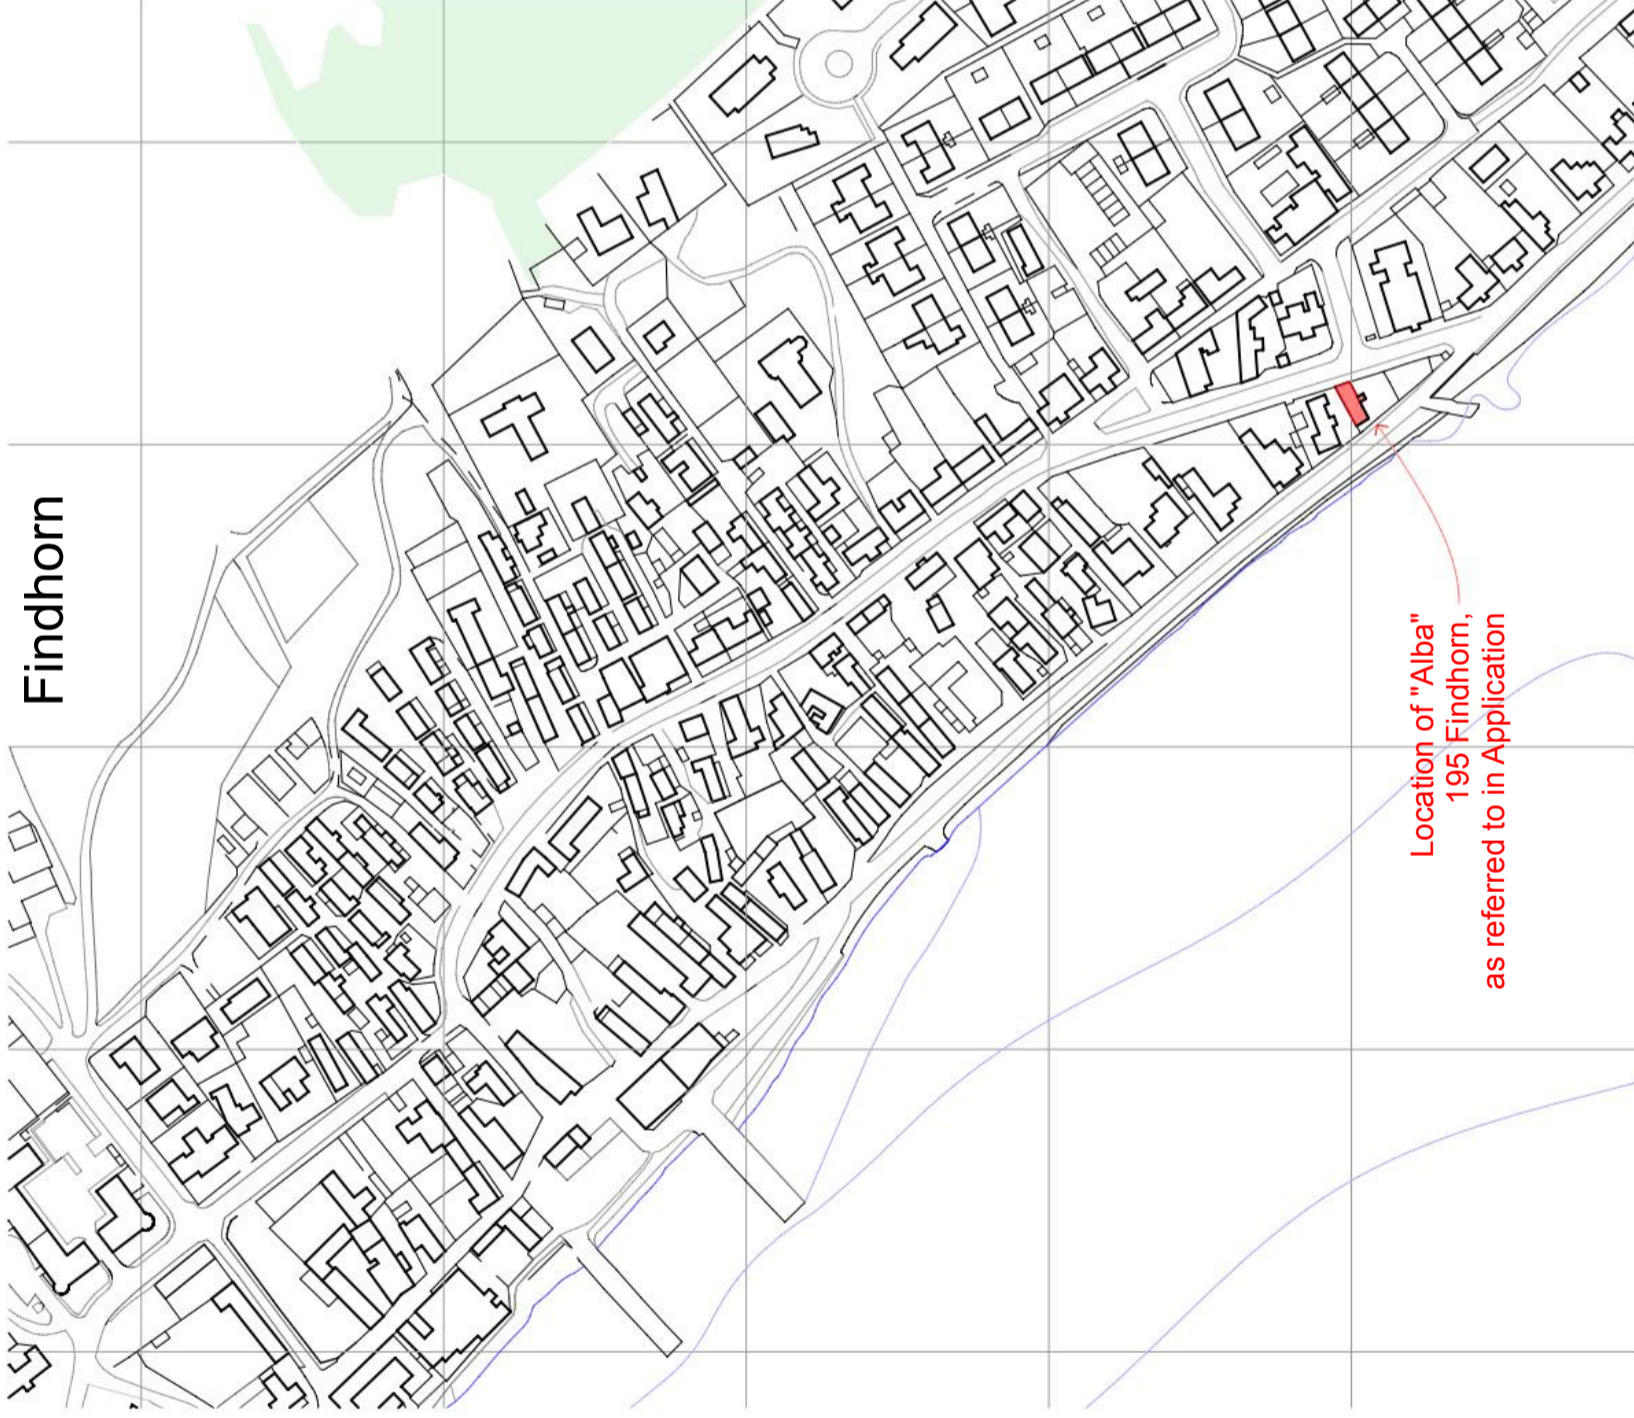 Findhorn
Location of "Alba"
195 Findhorn,
as referred to in Application